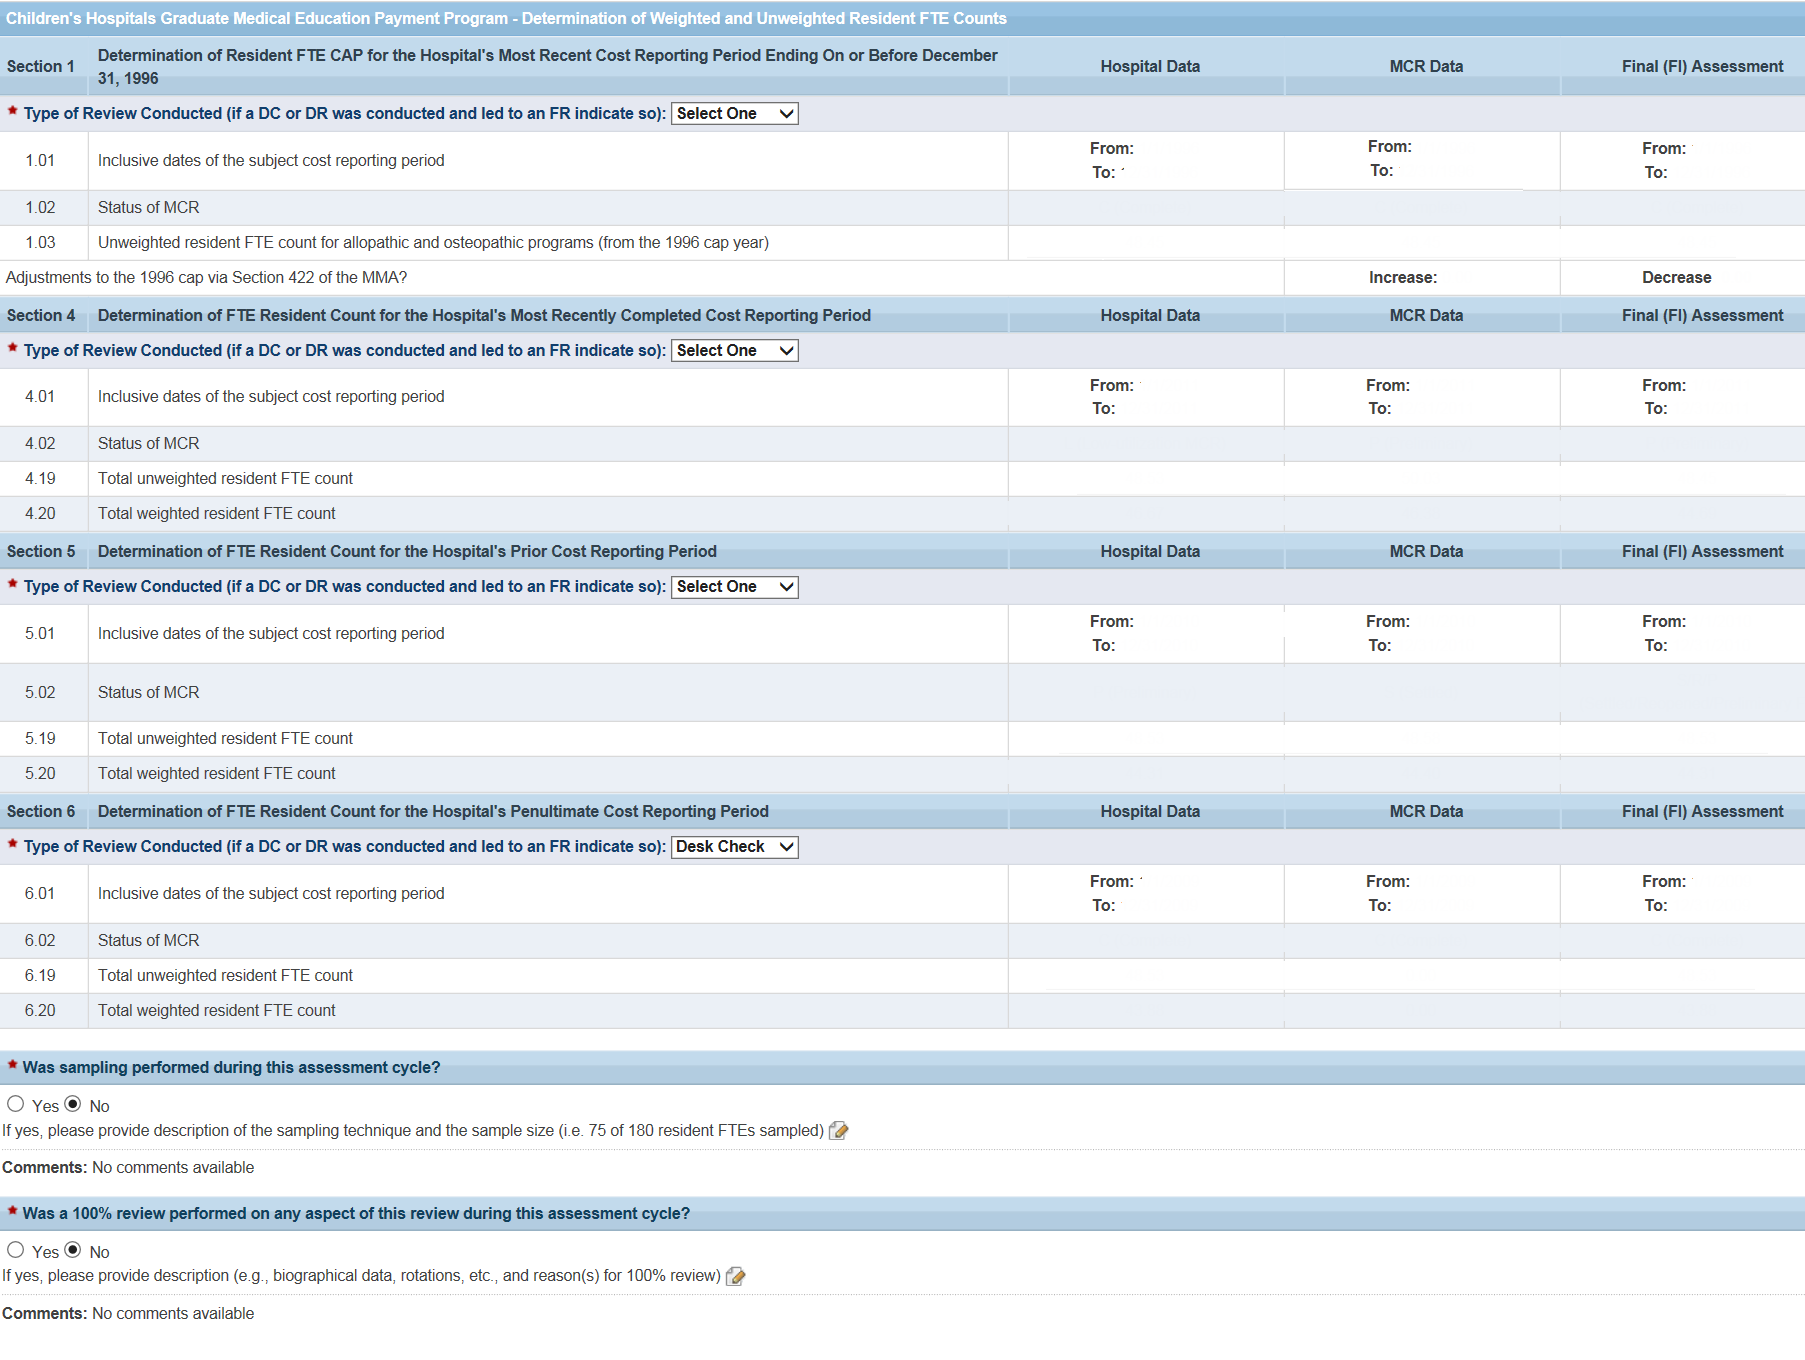 Children's Hospitals Graduate Medical Education Payment Program - Determination of Weighted and Unweighted Resident FTE Counts
Section 1 Determination of Resident FTE CAP for the Hospital's Most Recent Cost Reporting Period Ending On or Before December 31, 1996 Hospital Data MCR Data Final (FI) Assessment
* Type of Review Conducted (if a DC or DR was conducted and led to an FR indicate so): Select One
1.01 Inclusive dates of the subject cost reporting period From: From: From:
To: To: To:
1.02 Status of MCR
1.03 Unweighted resident FTE count for allopathic and osteopathic programs (from the 1996 cap year)
Adjustments to the 1996 cap via Section 422 of the MMA? Increase: Decrease
Section 4 Determination of FTE Resident Count for the Hospital's Most Recently Completed Cost Reporting Period Hospital Data MCR Data Final (FI) Assessment
* Type of Review Conducted (if a DC or DR was conducted and led to an FR indicate so): Select One
4.01 Inclusive dates of the subject cost reporting period From: From: From:
To: To: To:
4.02 Status of MCR
4.19 Total unweighted resident FTE count
4.20 Total weighted resident FTE count
Section 5 Determination of FTE Resident Count for the Hospital's Prior Cost Reporting Period Hospital Data MCR Data Final (FI) Assessment
* Type of Review Conducted (if a DC or DR was conducted and led to an FR indicate so): Select One
5.01 Inclusive dates of the subject cost reporting period From: From: From:
To: To: To:
5.02 Status of MCR
5.19 Total unweighted resident FTE count
5.20 Total weighted resident FTE count
Section 6 Determination of FTE Resident Count for the Hospital's Penultimate Cost Reporting Period Hospital Data MCR Data Final (FI) Assessment
* Type of Review Conducted (if a DC or DR was conducted and led to an FR indicate so): Desk Check
6.01 Inclusive dates of the subject cost reporting period From: From: From:
To: To: To:
6.02 Status of MCR
6.19 Total unweighted resident FTE count
6.20 Total weighted resident FTE count
* Was sampling performed during this assessment cycle?
Yes No
If yes, please provide description of the sampling technique and the sample size (i.e. 75 of 180 resident FTEs sampled)
Comments: No comments available
* Was a 100% review performed on any aspect of this review during this assessment cycle?
Yes No
If yes, please provide description (e.g., biographical data, rotations, etc., and reason(s) for 100% review)
Comments: No comments available